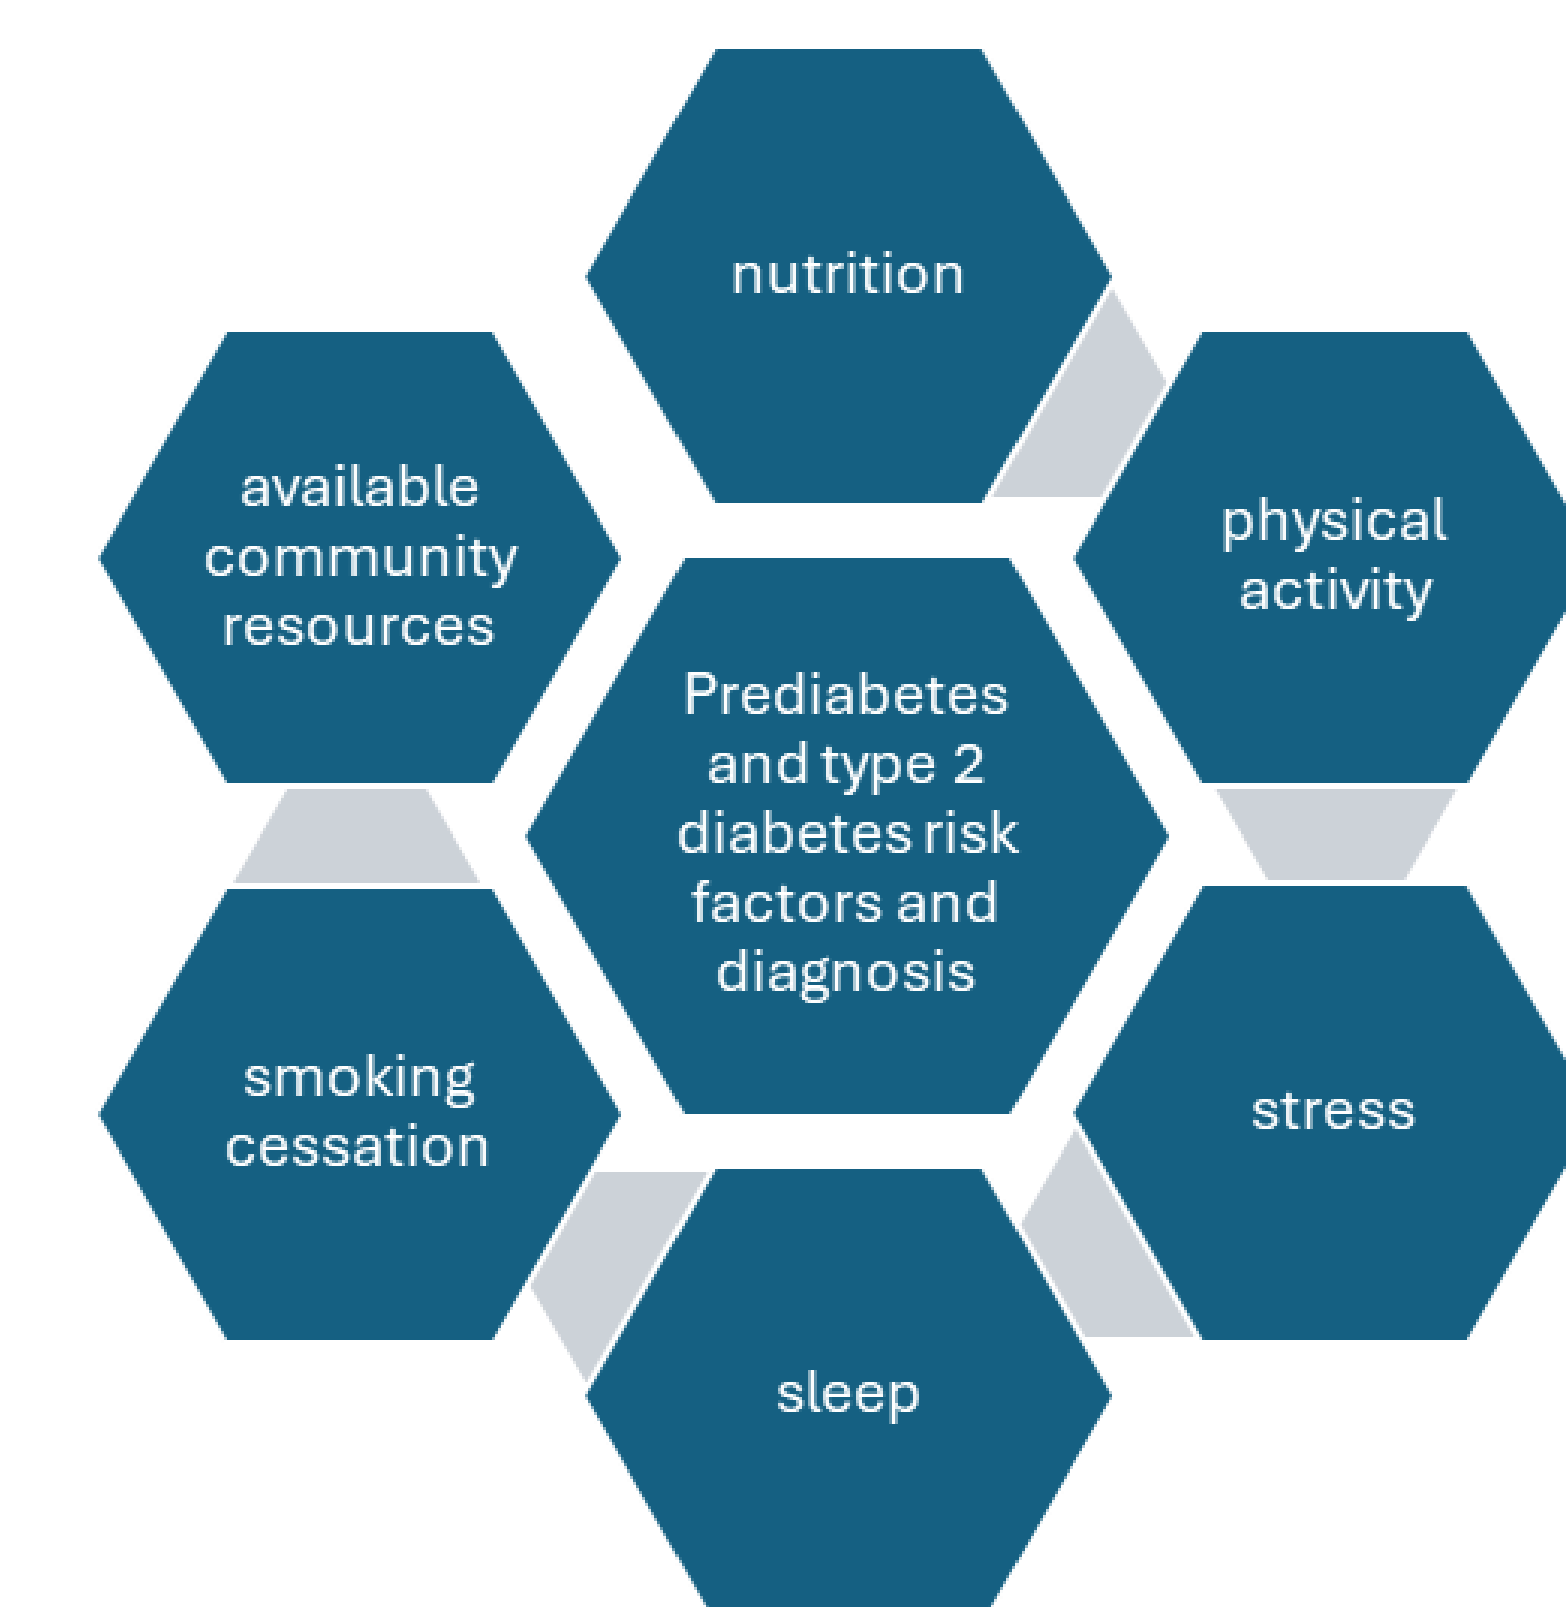 nutrition
physical
activity
available
community
resources
Prediabetes
and type 2
diabetes risk
factors and
diagnosis
stress
smoking
cessation
sleep